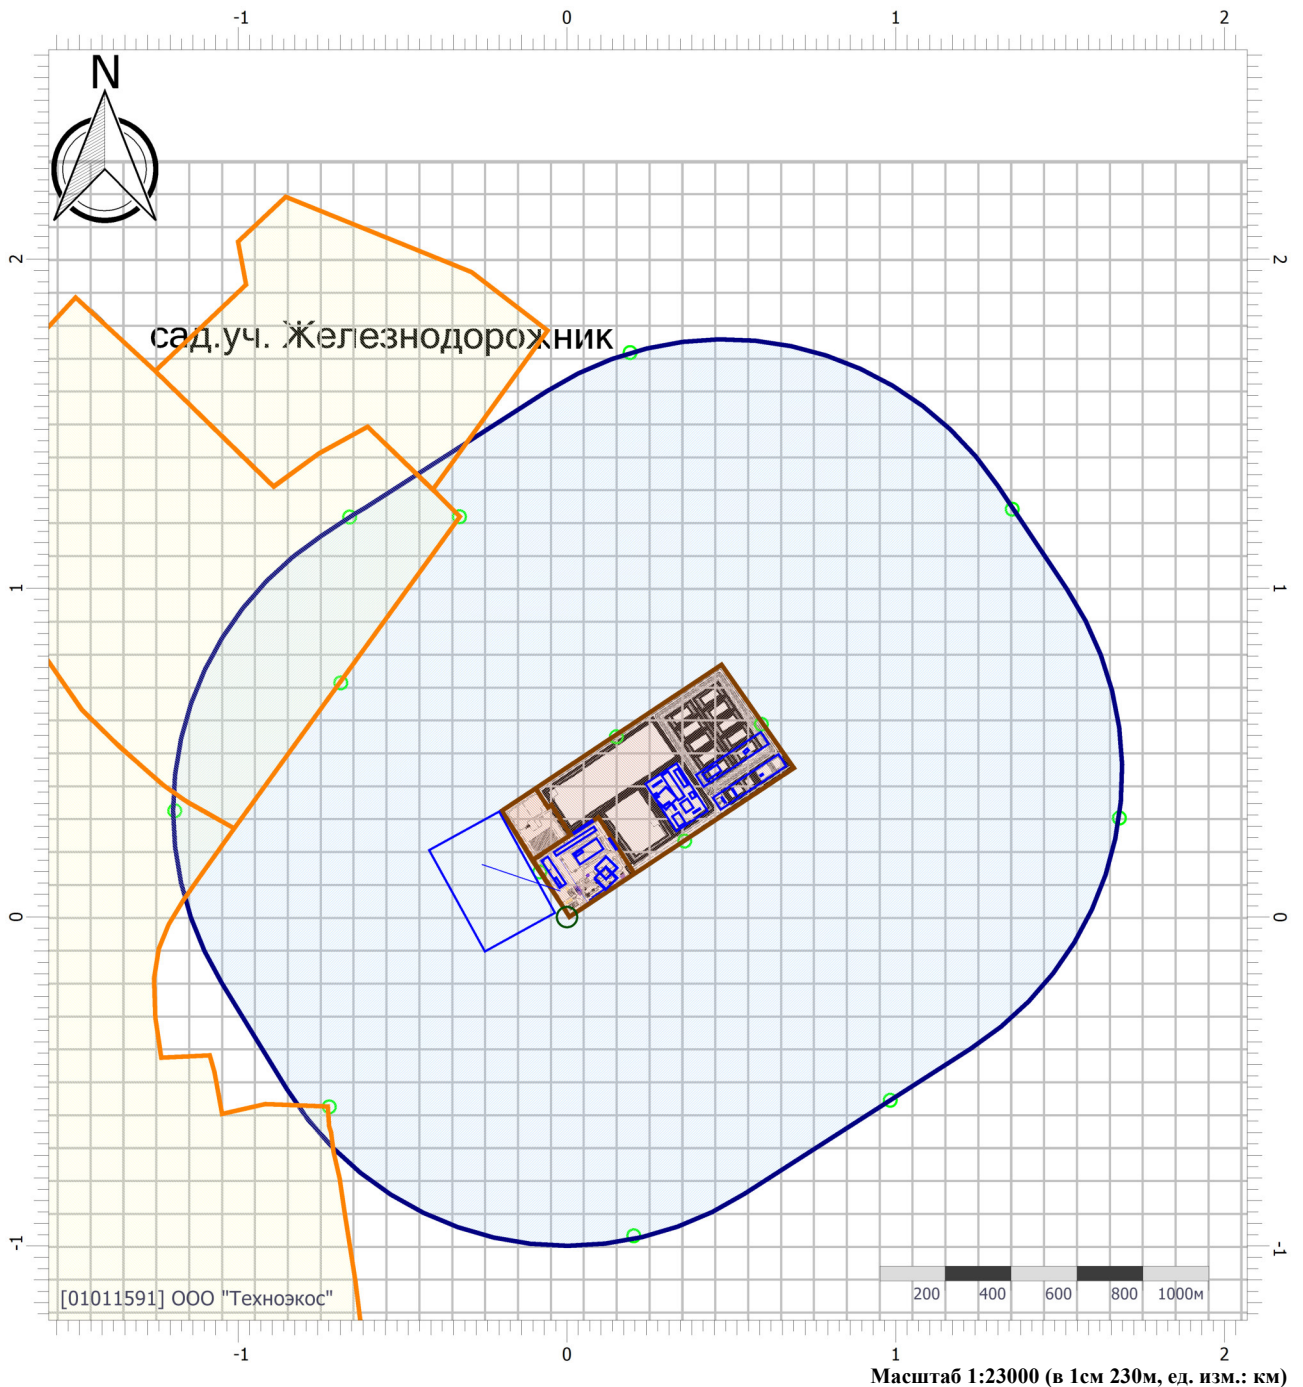 -1 0 1 2
N
2 2
сад.уч. Железнодорожник
1 1
0 0
-1 -1
[01011591] ООО "Техноэкос"
200 400 600 800 1000м
-1 0 1 2
Масштаб 1:23000 (в 1см 230м, ед. изм.: км)